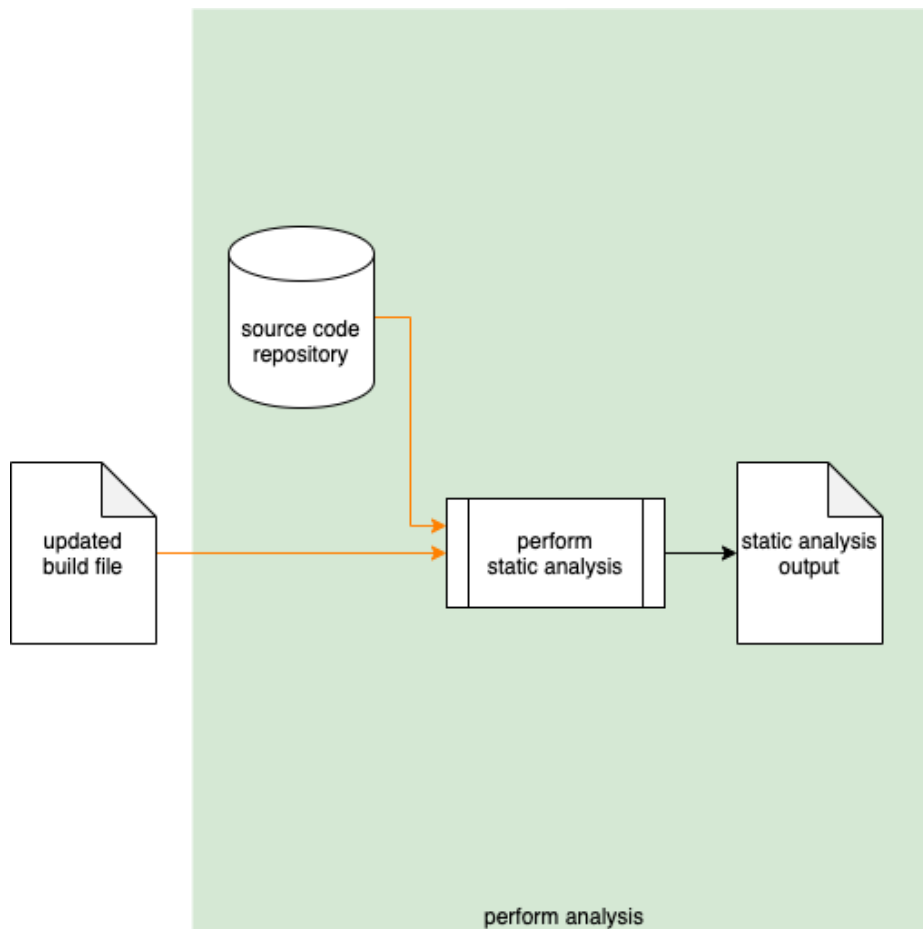 source code
repository
updated
build file
perform
static analysis
static analysis
output
perform analysis